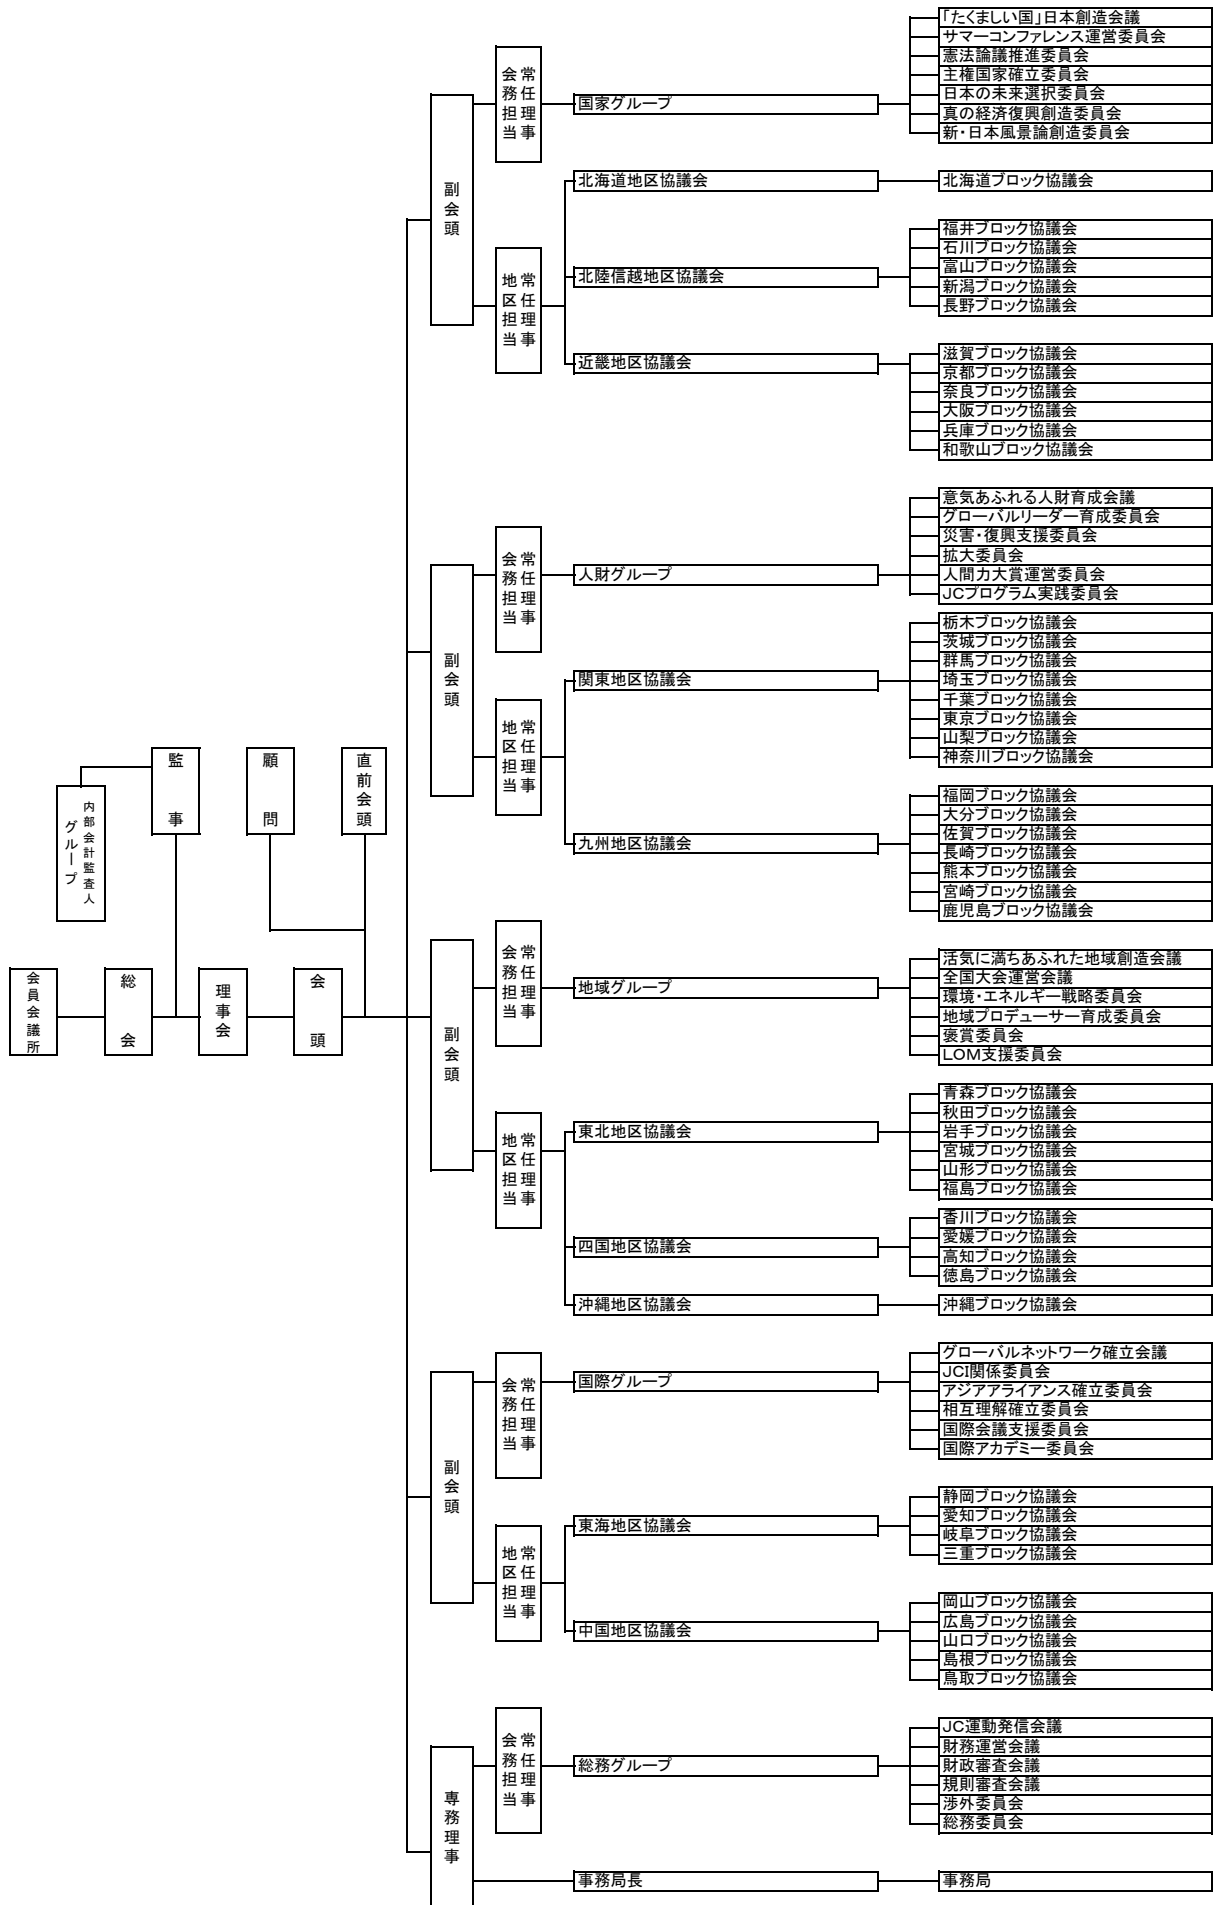 会員会議所
総会
理事会
会頭
内部会計監査人
グループ
監事
顧問
直前会頭
副会頭
常任理事
会務担当
国家グループ
「たくましい国」日本創造会議
サマーコンファレンス運営委員会
憲法論議推進委員会
主権国家確立委員会
日本の未来選択委員会
真の経済復興創造委員会
新・日本風景論創造委員会
常任理事
地区担当
北海道地区協議会
北海道ブロック協議会
北陸信越地区協議会
福井ブロック協議会
石川ブロック協議会
富山ブロック協議会
新潟ブロック協議会
長野ブロック協議会
近畿地区協議会
滋賀ブロック協議会
京都ブロック協議会
奈良ブロック協議会
大阪ブロック協議会
兵庫ブロック協議会
和歌山ブロック協議会
副会頭
常任理事
会務担当
人財グループ
意気あふれる人財育成会議
グローバルリーダー育成委員会
災害・復興支援委員会
拡大委員会
人間力大賞運営委員会
JCプログラム実践委員会
常任理事
地区担当
関東地区協議会
栃木ブロック協議会
茨城ブロック協議会
群馬ブロック協議会
埼玉ブロック協議会
千葉ブロック協議会
東京ブロック協議会
山梨ブロック協議会
神奈川ブロック協議会
九州地区協議会
福岡ブロック協議会
大分ブロック協議会
佐賀ブロック協議会
長崎ブロック協議会
熊本ブロック協議会
宮崎ブロック協議会
鹿児島ブロック協議会
副会頭
常任理事
会務担当
地域グループ
活気に満ちあふれた地域創造会議
全国大会運営会議
環境・エネルギー戦略委員会
地域プロデューサー育成委員会
褒賞委員会
LOM支援委員会
常任理事
地区担当
東北地区協議会
青森ブロック協議会
秋田ブロック協議会
岩手ブロック協議会
宮城ブロック協議会
山形ブロック協議会
福島ブロック協議会
四国地区協議会
香川ブロック協議会
愛媛ブロック協議会
高知ブロック協議会
徳島ブロック協議会
沖縄地区協議会
沖縄ブロック協議会
副会頭
常任理事
会務担当
国際グループ
グローバルネットワーク確立会議
JCI関係委員会
アジアアライアンス確立委員会
相互理解確立委員会
国際会議支援委員会
国際アカデミー委員会
常任理事
地区担当
東海地区協議会
静岡ブロック協議会
愛知ブロック協議会
岐阜ブロック協議会
三重ブロック協議会
中国地区協議会
岡山ブロック協議会
広島ブロック協議会
山口ブロック協議会
島根ブロック協議会
鳥取ブロック協議会
専務理事
常任理事
会務担当
総務グループ
JC運動発信会議
財務運営会議
財政審査会議
規則審査会議
渉外委員会
総務委員会
事務局長
事務局